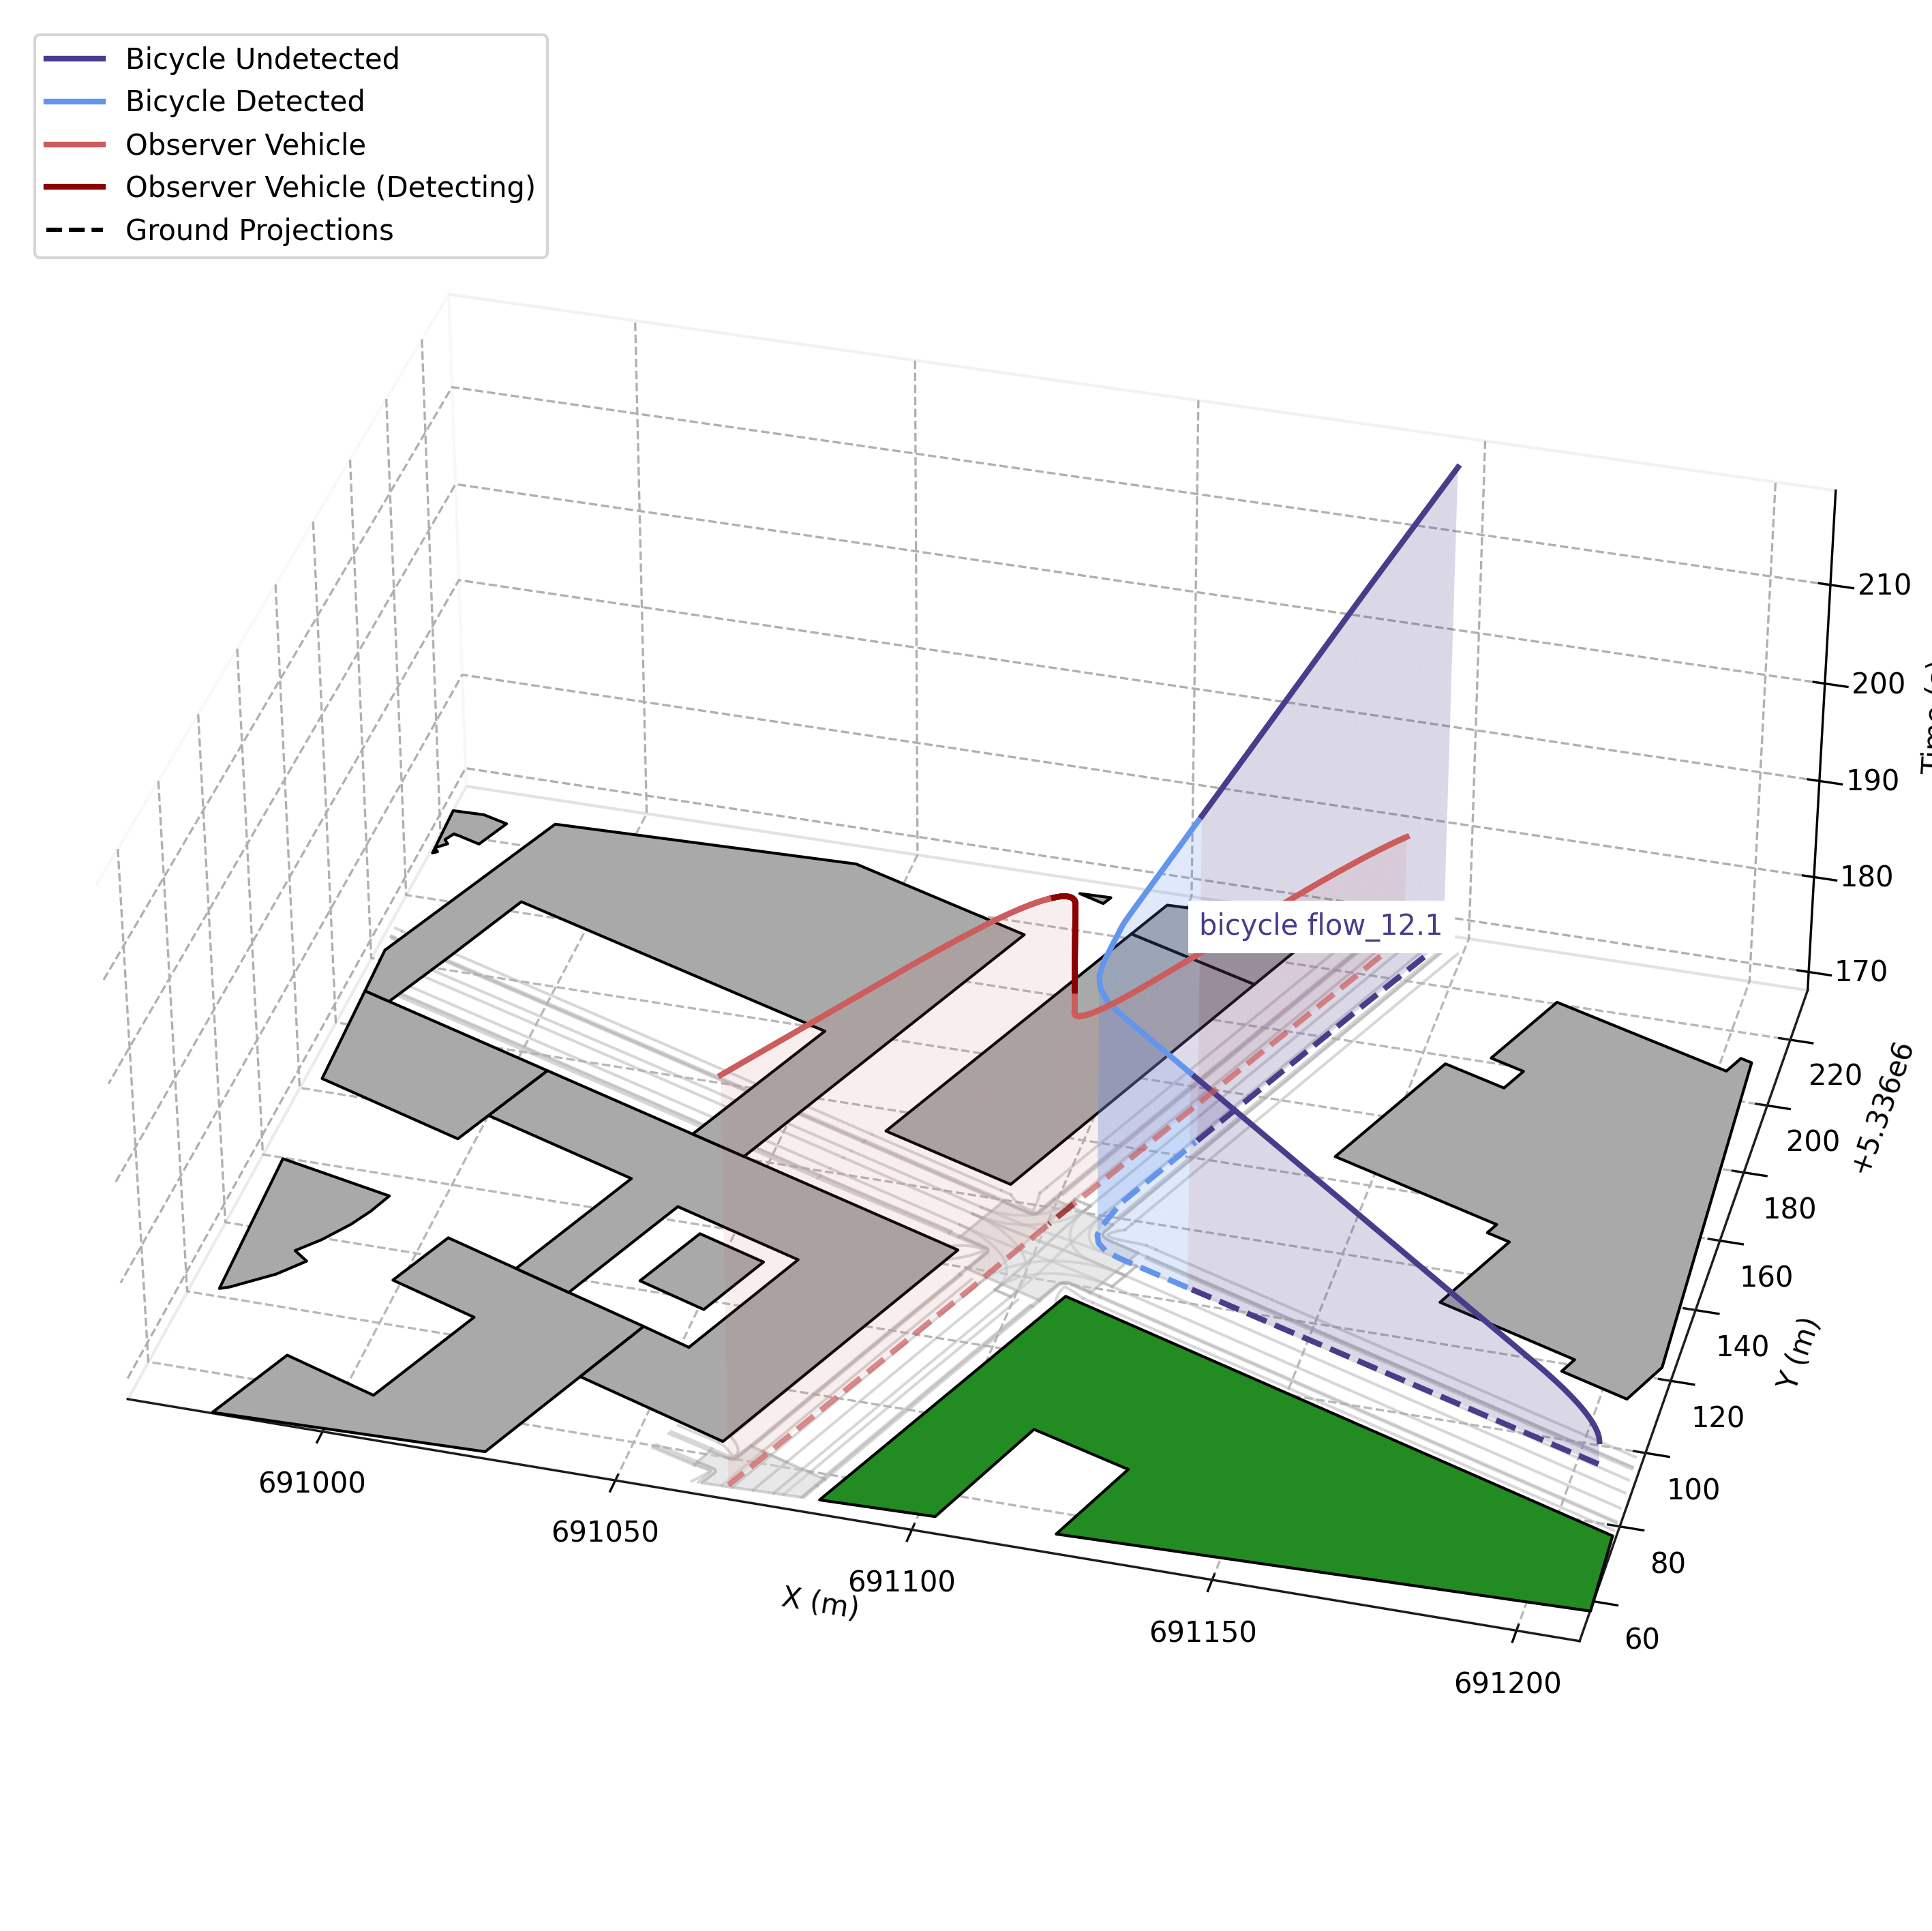 Bicycle Undetected
Bicycle Detected
Observer Vehicle
Observer Vehicle (Detecting)
Ground Projections
210
200
190
180
170
bicycle flow_12.1
220
200
180
160
140
120
100
80
60
+5.336e6
Y (m)
691000
691050
691100
691150
691200
X (m)